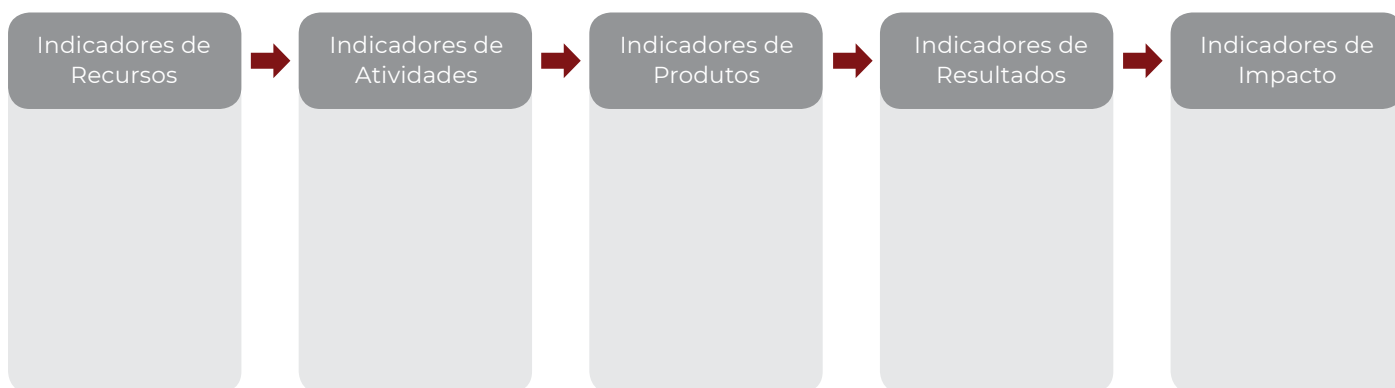 Indicadores de
Recursos
Indicadores de
Atividades
Indicadores de
Produtos
Indicadores de
Resultados
Indicadores de
Impacto